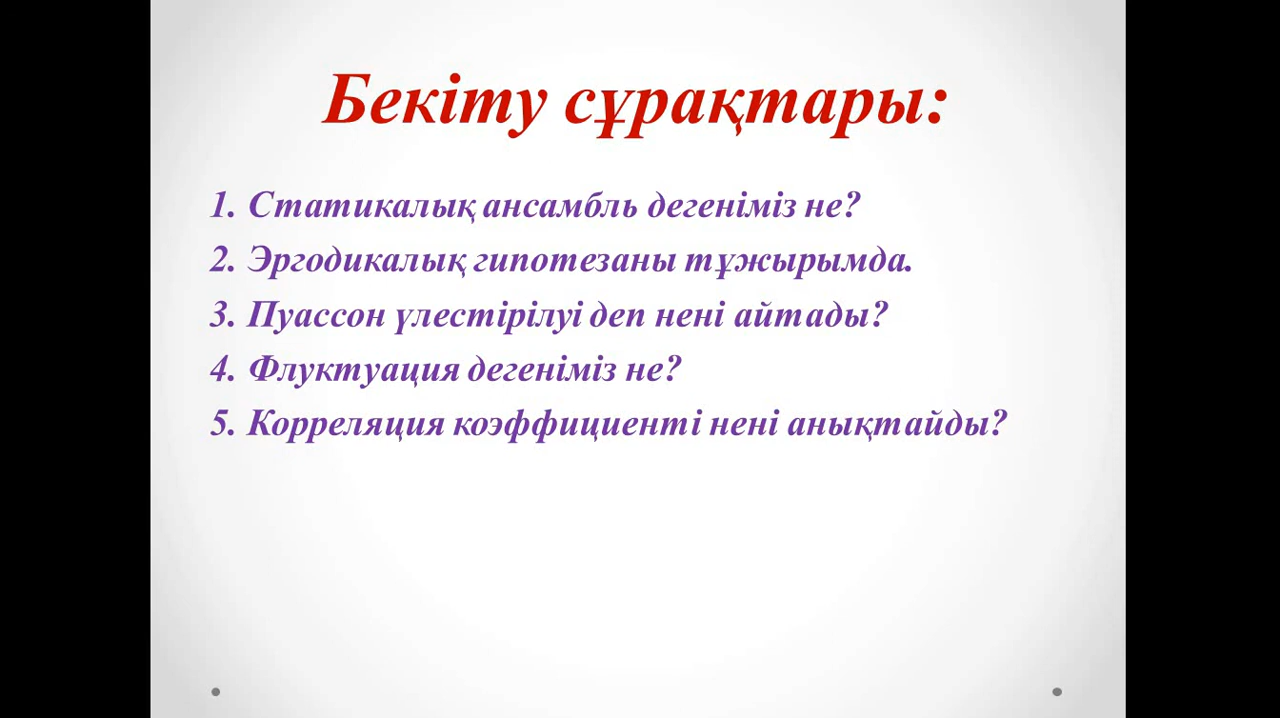 Бекіту сұрақтары:
1. Статикалық ансамбль дегеніміз не?
2. Эргодикалық гипотезаны тұжырымда.
3. Пуассон үлестірілуі деп нені айтады?
4. Флуктуация дегеніміз не?
5. Корреляция коэффициенті нені анықтайды?